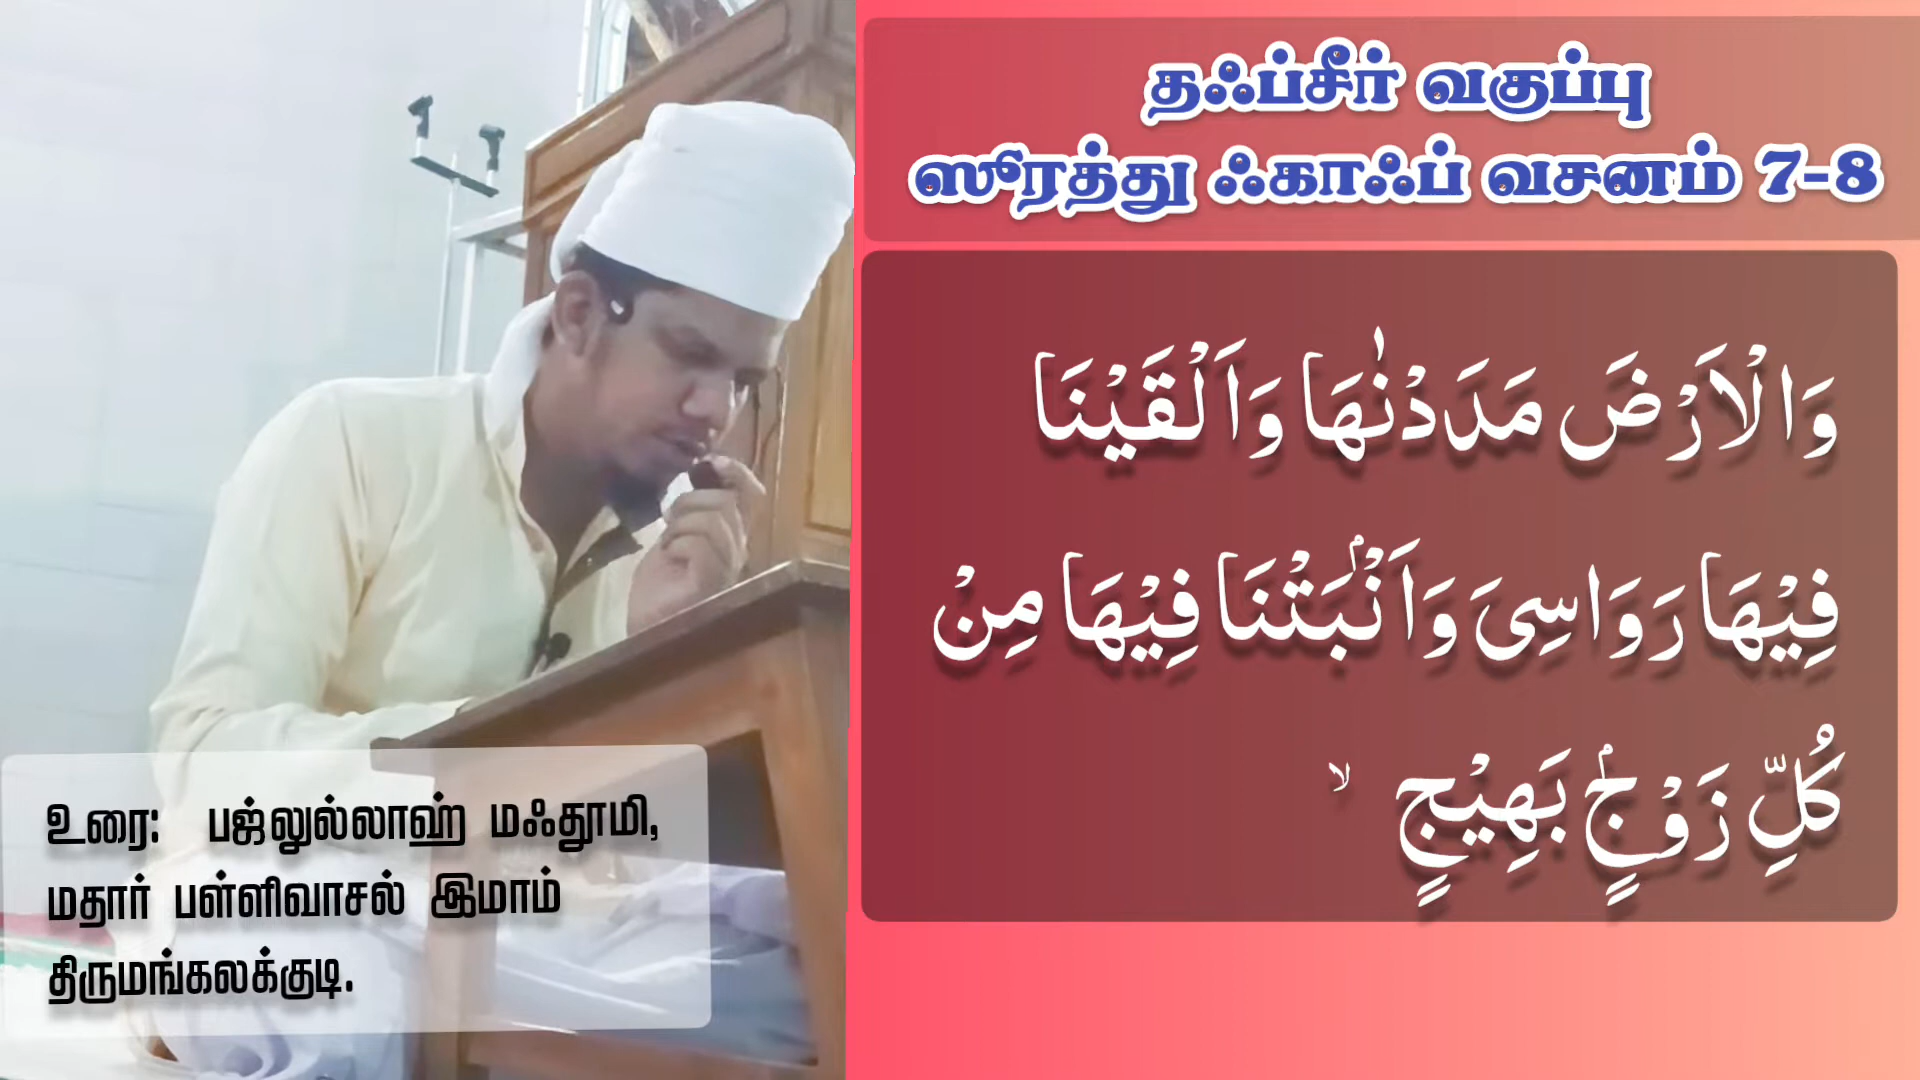 தஃப்சீர் வகுப்பு
ஸூரத்து ஃகாஃப் வசனம் 7-8
وَالْاَرْضَ مَدَدْنٰهَا وَاَلْقَيْنَا
فِيْهَا رَوَاسِىَ وَاَنْۢبَتْنَا فِيْهَا مِنْ
كُلِّ زَوْجٍۢ بَهِيْجٍ ۙ
உரை: பஜ்லுல்லாஹ் மஃதூமி,
மதார் பள்ளிவாசல் இமாம்
திருமங்கலக்குடி.